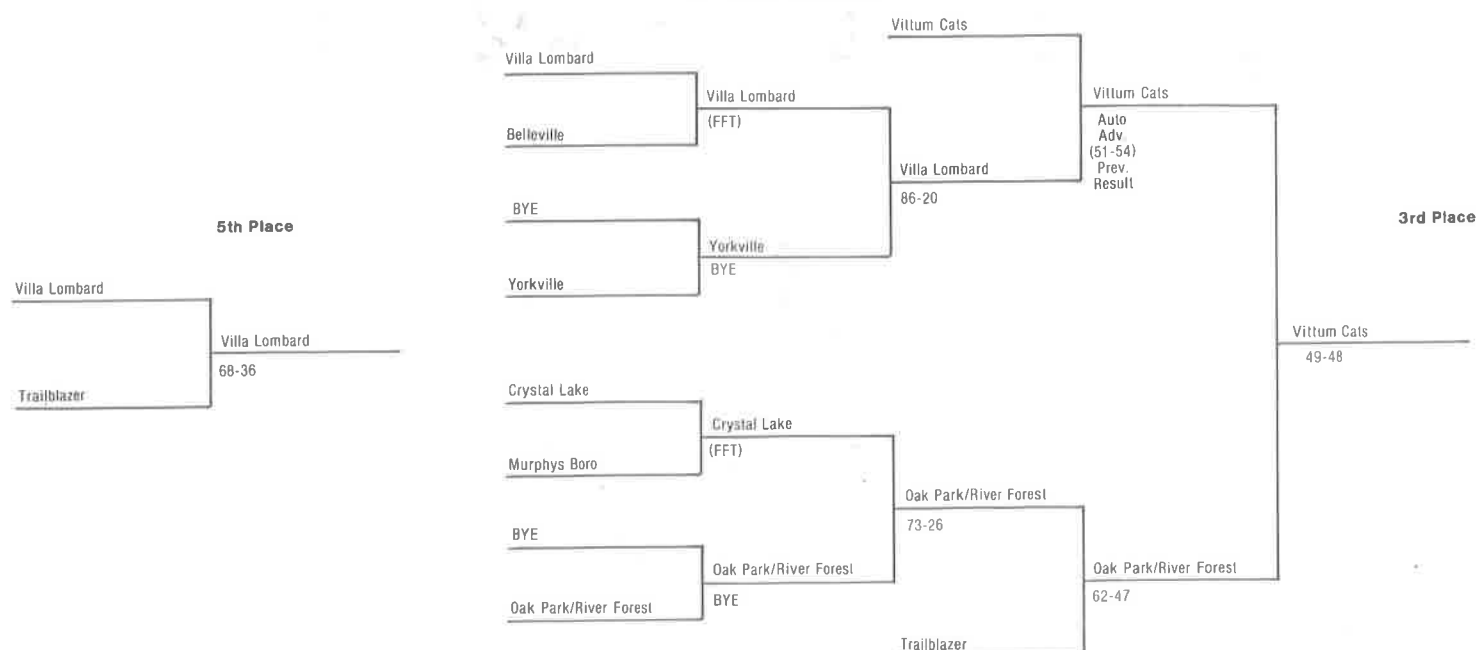 5th Place
Villa Lombard
Villa Lombard
68-36
Trailblazer
Villa Lombard
Villa Lombard
(FFT)
Belleville
BYE
Yorkville
BYE
Yorkville
Villa Lombard
86-20
Vittum Cats
Vittum Cats
Auto
Adv.
(51-54)
Prev.
Result
Crystal Lake
Crystal Lake
(FFT)
Murphys Boro
BYE
Oak Park/River Forest
BYE
Oak Park/River Forest
Oak Park/River Forest
73-26
Oak Park/River Forest
62-47
Trailblazer
3rd Place
Vittum Cats
49-48